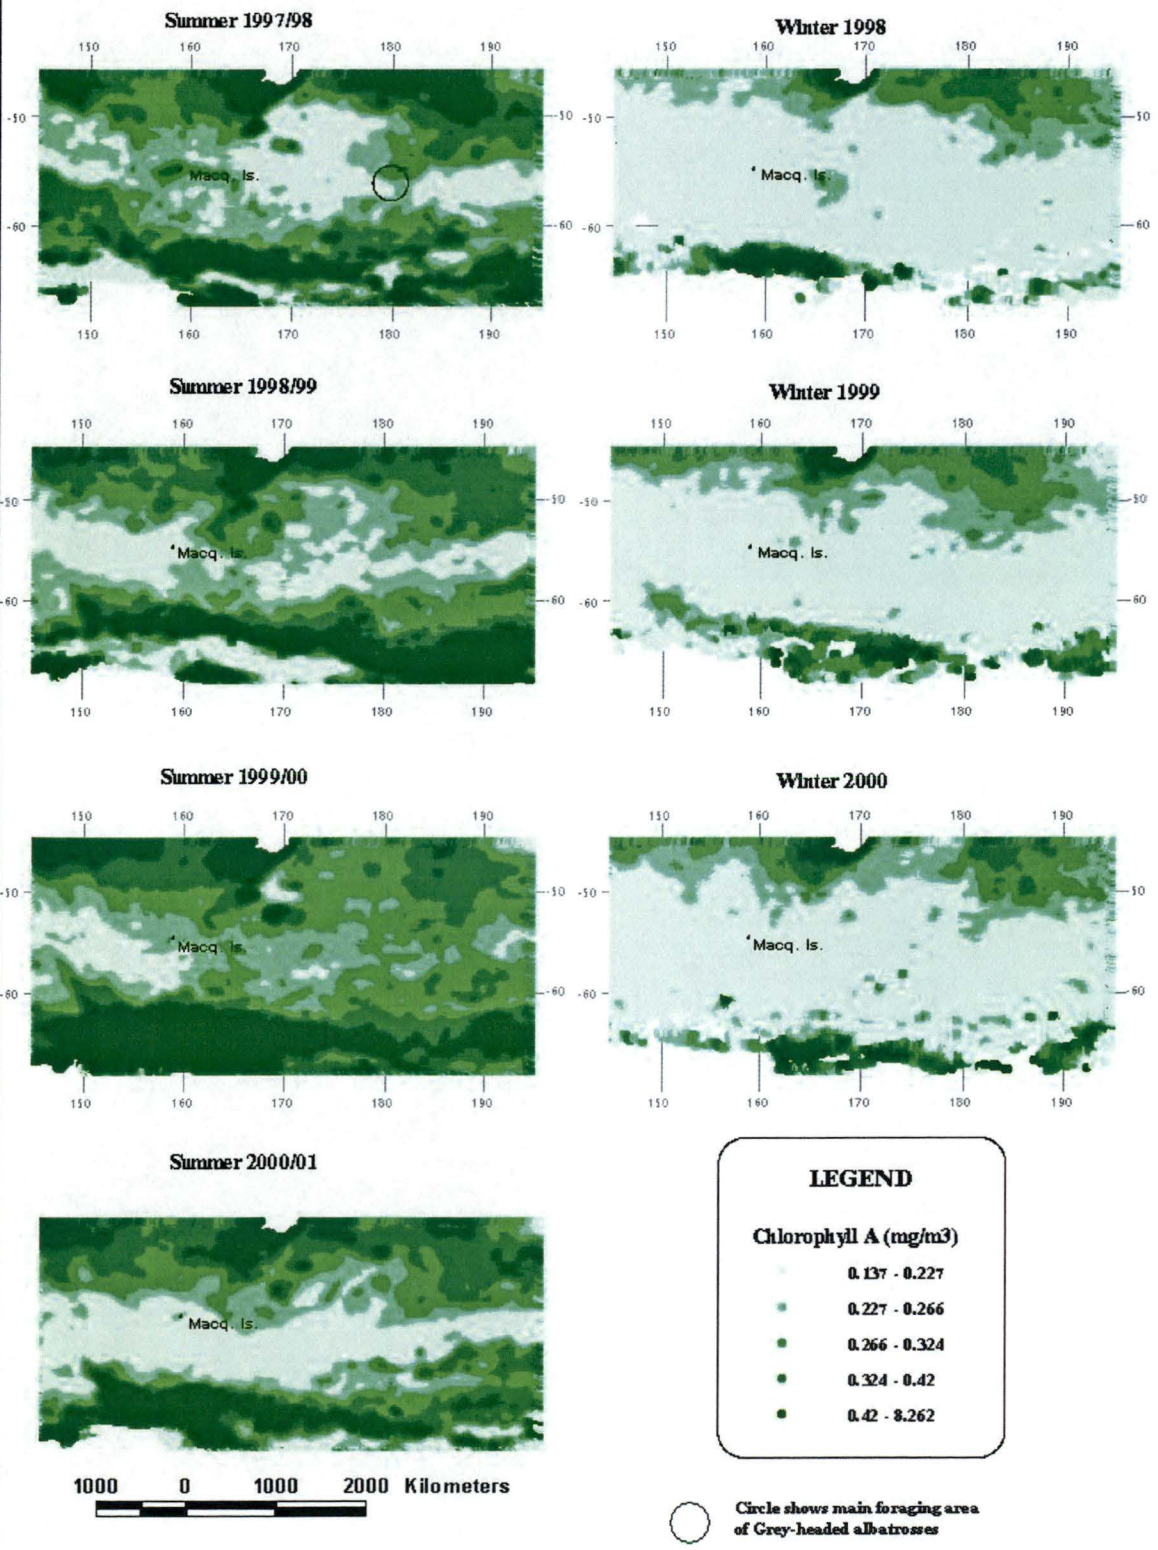 Summer 1997/98
150 160 170 180 190
-50 -50
Macq. Is.
-60 -60
150 160 170 180 190
Winter 1998
150 160 170 180 190
-50 -50
Macq. Is.
-60 -60
150 160 170 180 190
Summer 1998/99
150 160 170 180 190
-50 -50
Macq. Is.
-60 -60
150 160 170 180 190
Winter 1999
150 160 170 180 190
-50 -50
Macq. Is.
-60 -60
150 160 170 180 190
Summer 1999/00
150 160 170 180 190
-50 -50
Macq. Is.
-60 -60
150 160 170 180 190
Winter 2000
150 160 170 180 190
-50 -50
Macq. Is.
-60 -60
150 160 170 180 190
Summer 2000/01
Macq. Is.
1000 0 1000 2000 Kilometers
LEGEND
Chlorophyll A (mg/m3)
0.137 - 0.227
0.227 - 0.266
0.266 - 0.324
0.324 - 0.42
0.42 - 8.262
Circle shows main foraging area
of Grey-headed albatrosses